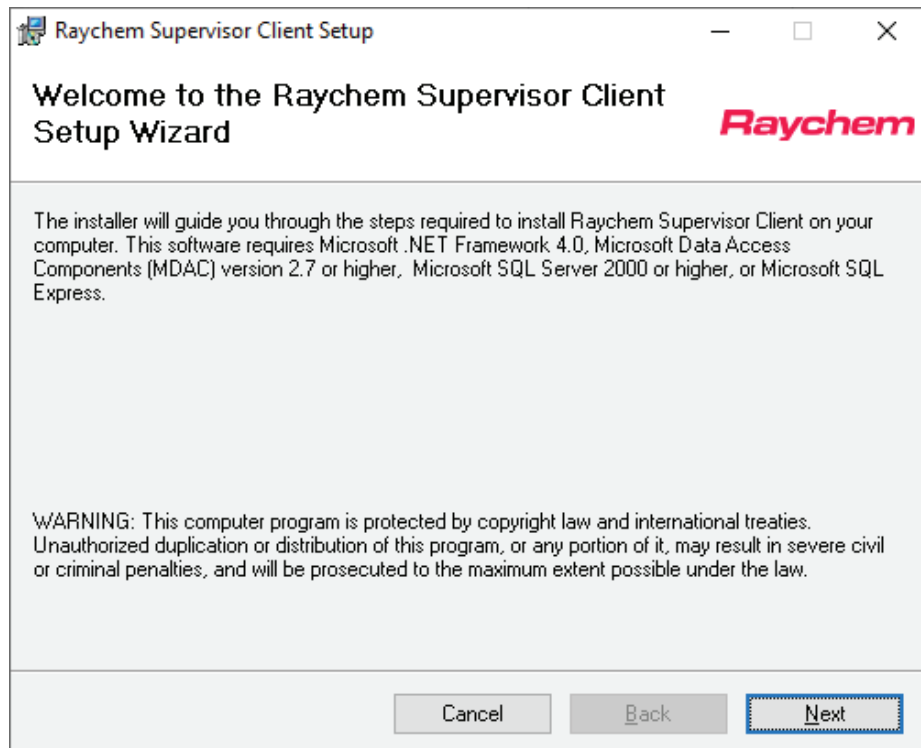 Raychem Supervisor Client Setup
Welcome to the Raychem Supervisor Client
Setup Wizard
Raychem
The installer will guide you through the steps required to install Raychem Supervisor Client on your
computer. This software requires Microsoft .NET Framework 4.0, Microsoft Data Access
Components (MDAC) version 2.7 or higher,  Microsoft SQL Server 2000 or higher, or Microsoft SQL
Express.
WARNING: This computer program is protected by copyright law and international treaties.
Unauthorized duplication or distribution of this program, or any portion of it, may result in severe civil
or criminal penalties, and will be prosecuted to the maximum extent possible under the law.
Cancel
Back
Next